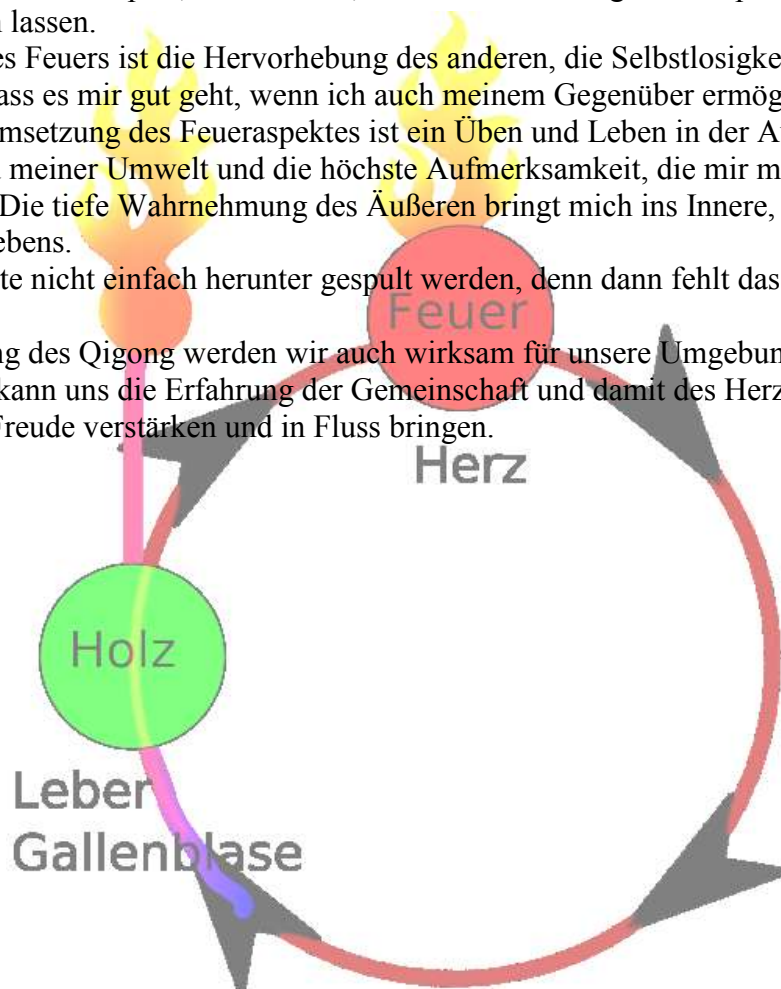 n lassen.
es Feuers ist die Hervorhebung des anderen, die
ass es mir gut geht, wenn ich auch meinem Gegenüber
msetzung des Feueraspektes ist ein Üben und Leben in der
meiner Umwelt und die höchste Aufmerksamkeit, die mir
Die tiefe Wahrnehmung des Äußeren bringt mich ins Innere,
ebens.
te nicht einfach herunter gespult werden, denn dann fehlt das
Feuer
ng des Qigong werden wir auch wirksam für unsere
kann uns die Erfahrung der Gemeinschaft und damit des
Freude verstärken und in Fluss bringen.
Herz
Holz
Leber
Gallenblase